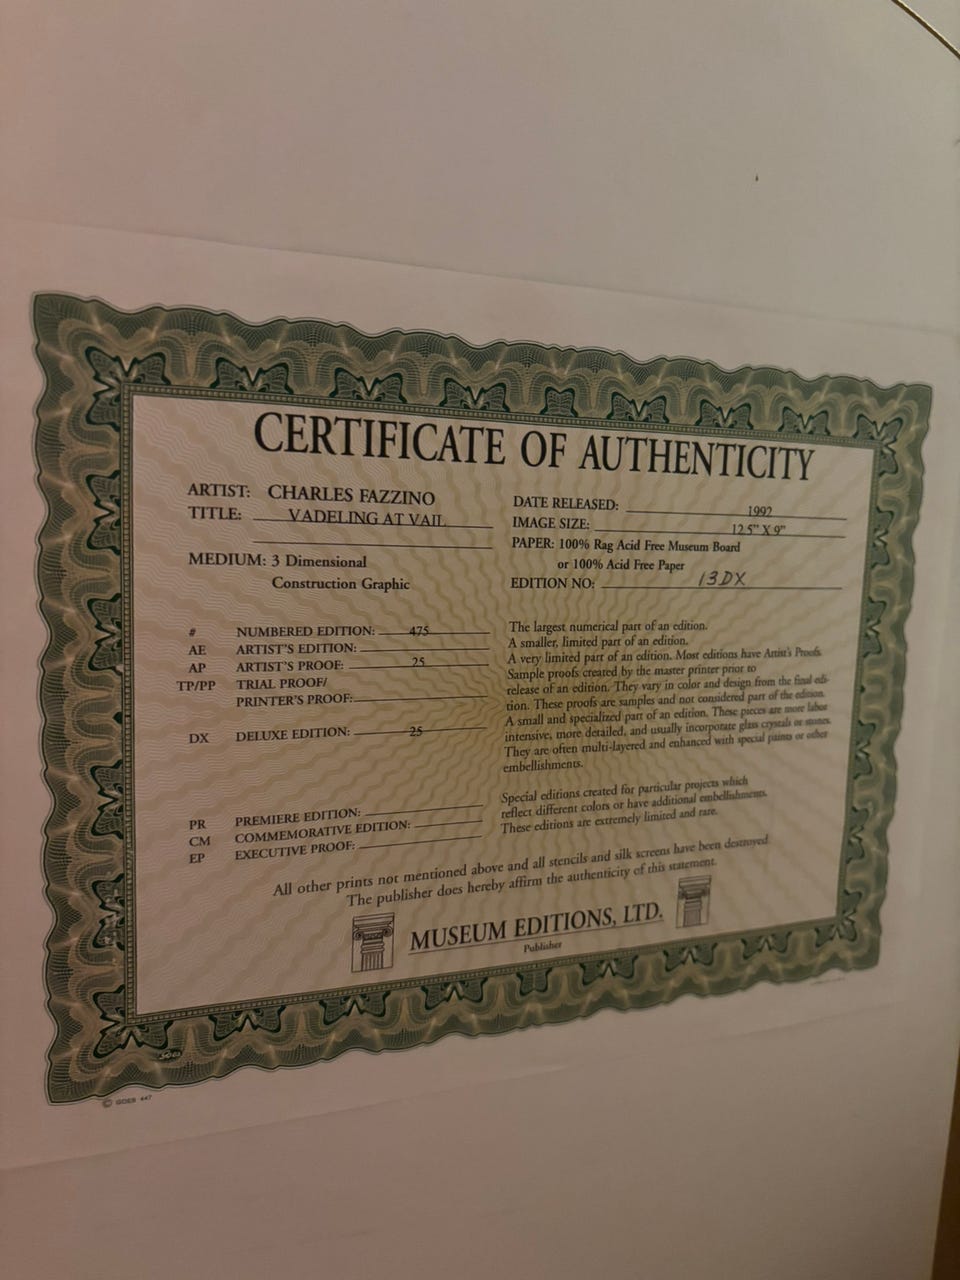 CERTIFICATE OF AUTHENTICITY
ARTIST: CHARLES FAZZINO
TITLE: VADELING AT VAIL
MEDIUM: 3 Dimensional
Construction Graphic
DATE RELEASED: 1992
IMAGE SIZE: 12.5" X 9"
PAPER: 100% Rag Acid Free Museum Board
or 100% Acid Free Paper
EDITION NO: 13DX
# NUMBERED EDITION: 475
AE ARTIST'S EDITION:
AP ARTIST'S PROOF: 25
TP/PP TRIAL PROOF/
PRINTER'S PROOF:
DX DELUXE EDITION: 25
PR PREMIERE EDITION:
CM COMMEMORATIVE EDITION:
EP EXECUTIVE PROOF:
The largest numerical part of an edition.
A smaller, limited part of an edition.
A very limited part of an edition. Most editions have Artist's Proofs.
Sample proofs created by the master printer prior to
release of an edition. They vary in color and design from the final edi-
tion. These proofs are samples and not considered part of the edition.
A small and specialized part of an edition. These pieces are more labor
intensive, more detailed, and usually incorporate glass crystals or stones.
They are often multi-layered and enhanced with special paints or other
embellishments.
Special editions created for particular projects which
reflect different colors or have additional embellishments.
These editions are extremely limited and rare.
All other prints not mentioned above and all stencils and silk screens have been destroyed
The publisher does hereby affirm the authenticity of this statement.
MUSEUM EDITIONS, LTD.
Publisher
GOES
© GOES 447